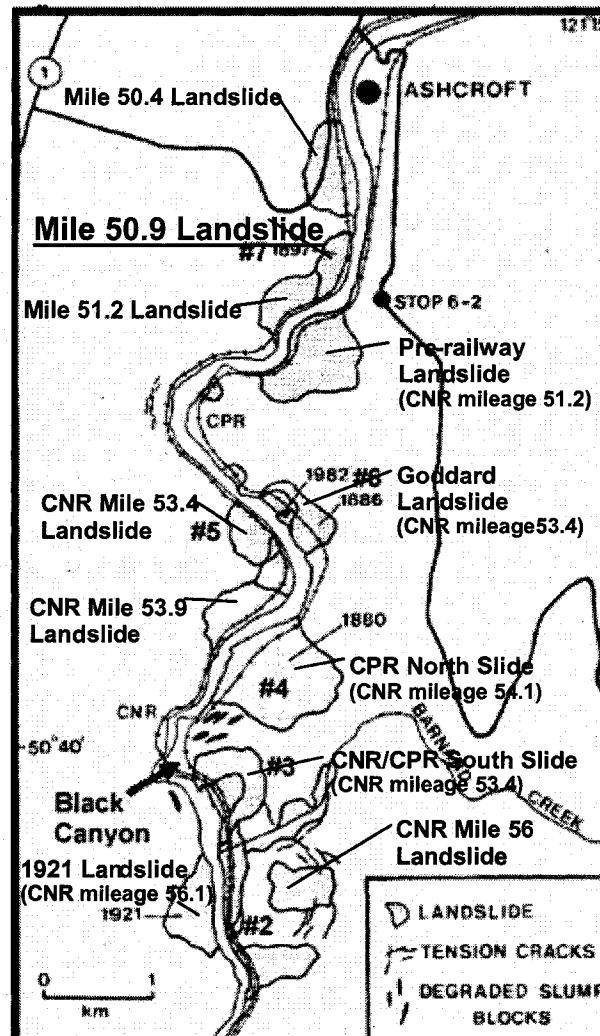 121°15
1
ASHCROFT
Mile 50.4 Landslide
Mile 50.9 Landslide
#7 1897
Mile 51.2 Landslide
STOP 6-2
Pre-railway
Landslide
(CNR mileage 51.2)
CPR
1982 #6
1886
Goddard
Landslide
(CNR mileage53.4)
CNR Mile 53.4
Landslide
#5
CNR Mile 53.9
Landslide
1880
CPR North Slide
(CNR mileage 54.1)
#4
CNR
50°40'
#3
CNR/CPR South Slide
(CNR mileage 53.4)
BARNES
CREEK
Black
Canyon
CNR Mile 56
Landslide
1921 Landslide
(CNR mileage 56.1)
1921
#2
0 1
km
LANDSLIDE
TENSION CRACKS
DEGRADED SLUMP
BLOCKS